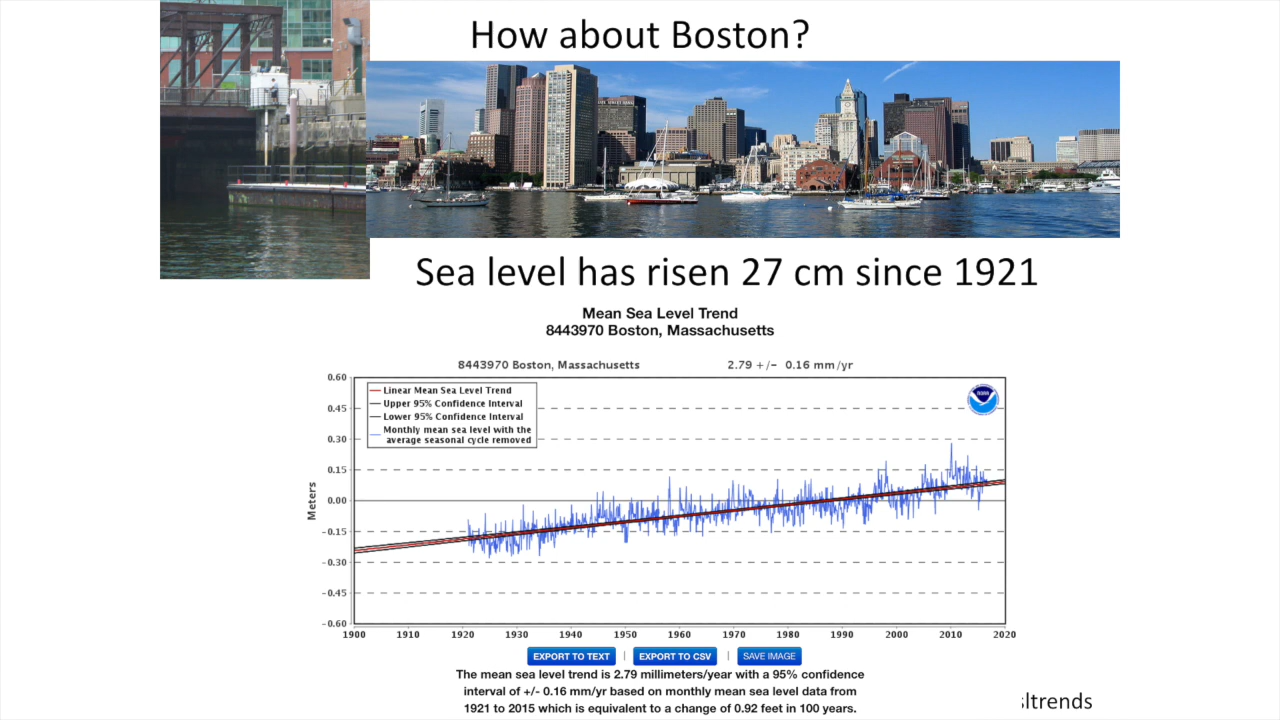 How about Boston?
Sea level has risen 27 cm since 1921
Mean Sea Level Trend
8443970 Boston, Massachusetts
8443970 Boston, Massachusetts 2.79 +/- 0.16 mm/yr
Linear Mean Sea Level Trend
Upper 95% Confidence Interval
Lower 95% Confidence Interval
Monthly mean sea level with the
average seasonal cycle removed
Meters
0.60
0.45
0.30
0.15
0.00
-0.15
-0.30
-0.45
-0.60
1900 1910 1920 1930 1940 1950 1960 1970 1980 1990 2000 2010 2020
EXPORT TO TEXT | EXPORT TO CSV | SAVE IMAGE
The mean sea level trend is 2.79 millimeters/year with a 95% confidence
interval of +/- 0.16 mm/yr based on monthly mean sea level data from
1921 to 2015 which is equivalent to a change of 0.92 feet in 100 years.
sltrends